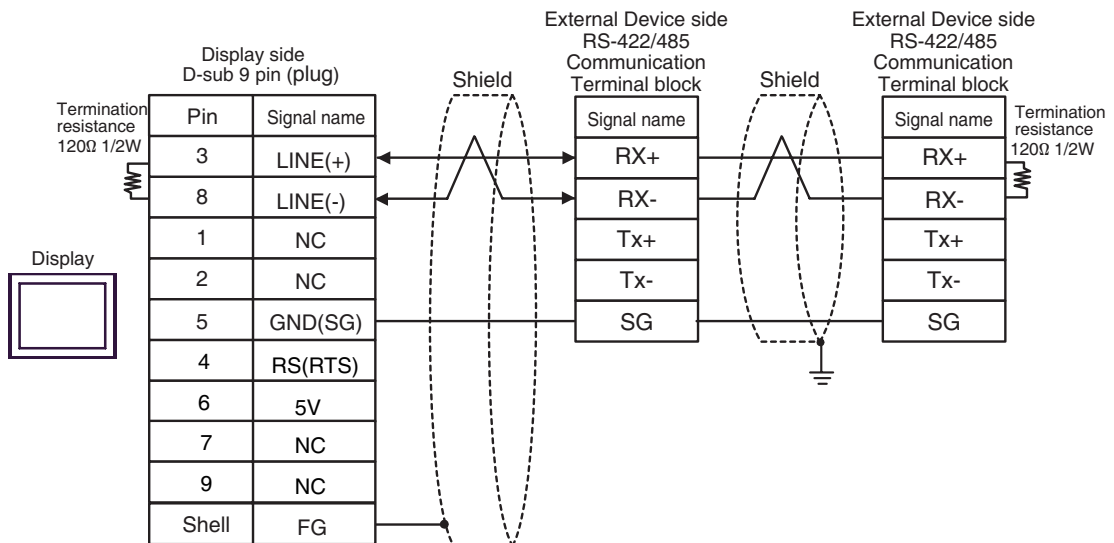 External Device side
RS-422/485
Communication
Terminal block
External Device side
RS-422/485
Communication
Terminal block
Display side
D-sub 9 pin (plug)
Shield
Shield
Termination
resistance
120Ω 1/2W
Pin Signal name
Signal name
Signal name
Termination
resistance
120Ω 1/2W
3 LINE(+)
RX+
RX+
8 LINE(-)
RX-
RX-
1 NC
Tx+
Tx+
Display
2 NC
Tx-
Tx-
5 GND(SG)
SG
SG
4 RS(RTS)
6 5V
7 NC
9 NC
Shell FG